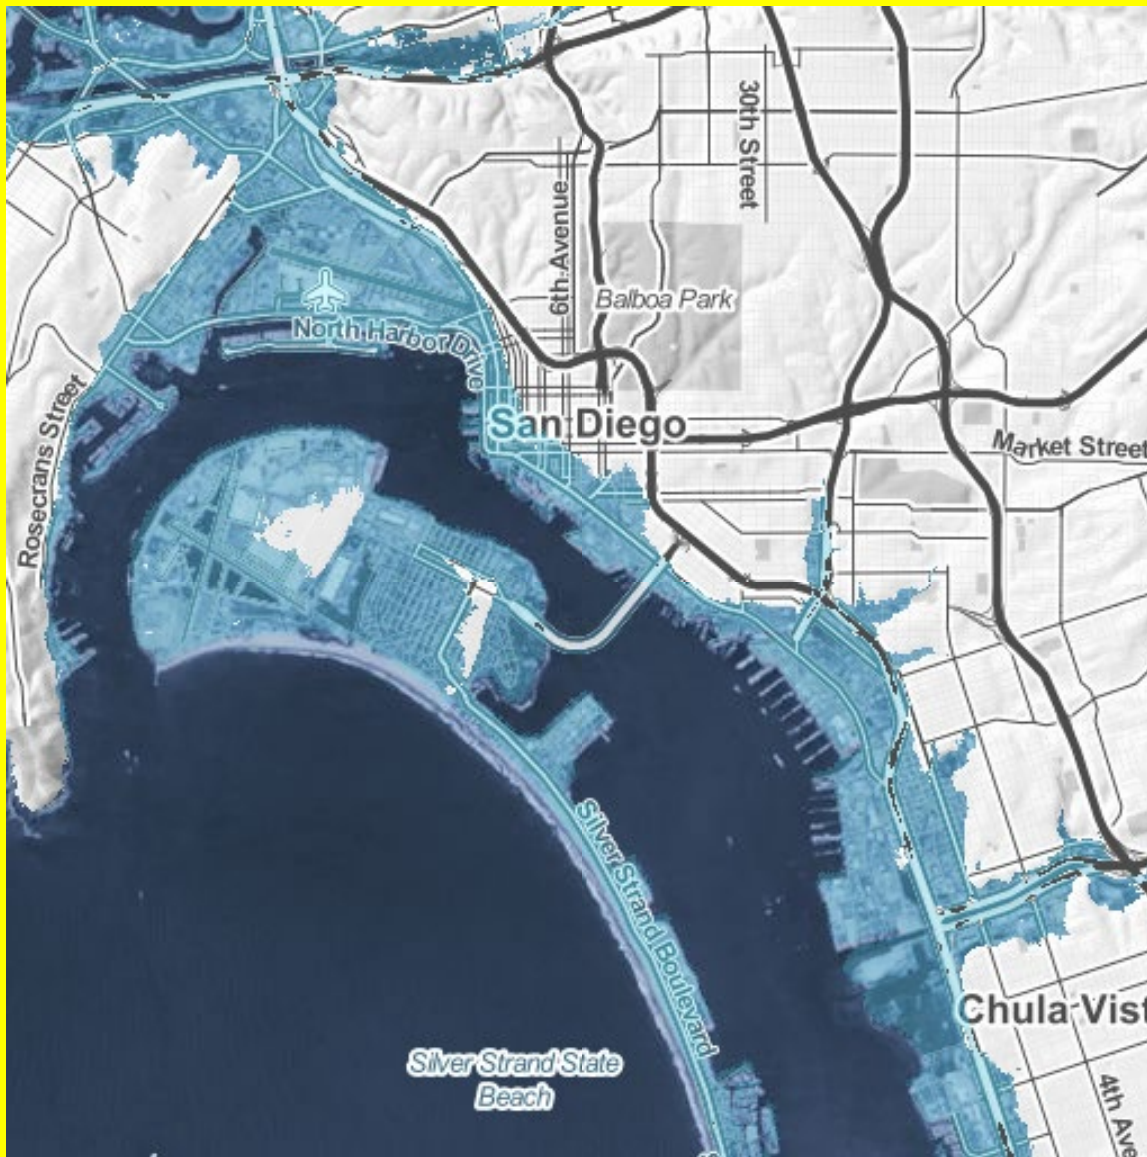 30th Street
6th Avenue
Balboa Park
North Harbor Drive
San Diego
Market Street
Rosecrans Street
Silver Strand Boulevard
Chula Vist
Silver Strand State
Beach
4th Ave